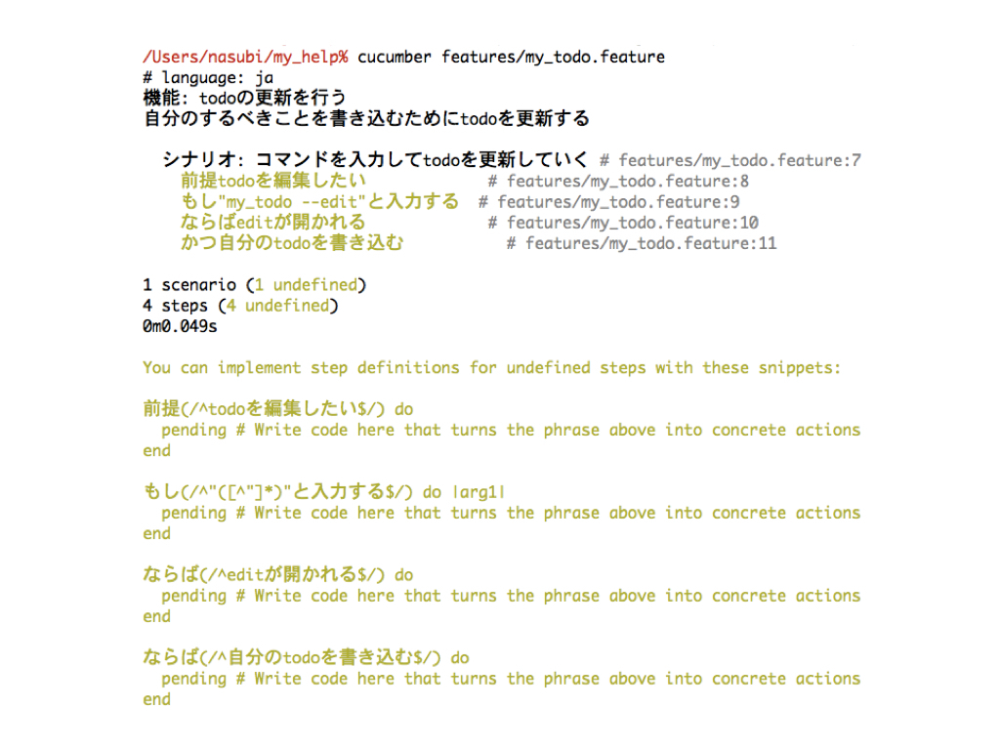 /Users/nasubi/my_help% cucumber features/my_todo.feature
# language: ja
機能: todoの更新を行う
自分のするべきことを書き込むためにtodoを更新する
シナリオ: コマンドを入力してtodoを更新していく # features/my_todo.feature:7
前提todoを編集したい # features/my_todo.feature:8
もし"my_todo --edit"と入力する # features/my_todo.feature:9
ならばeditが開かれる # features/my_todo.feature:10
かつ自分のtodoを書き込む # features/my_todo.feature:11
1 scenario (1 undefined)
4 steps (4 undefined)
0m0.049s
You can implement step definitions for undefined steps with these snippets:
前提(/^todoを編集したい$/) do
pending # Write code here that turns the phrase above into concrete actions
end
もし(/^"([^"]*)"と入力する$/) do |arg1|
pending # Write code here that turns the phrase above into concrete actions
end
ならば(/^editが開かれる$/) do
pending # Write code here that turns the phrase above into concrete actions
end
ならば(/^自分のtodoを書き込む$/) do
pending # Write code here that turns the phrase above into concrete actions
end